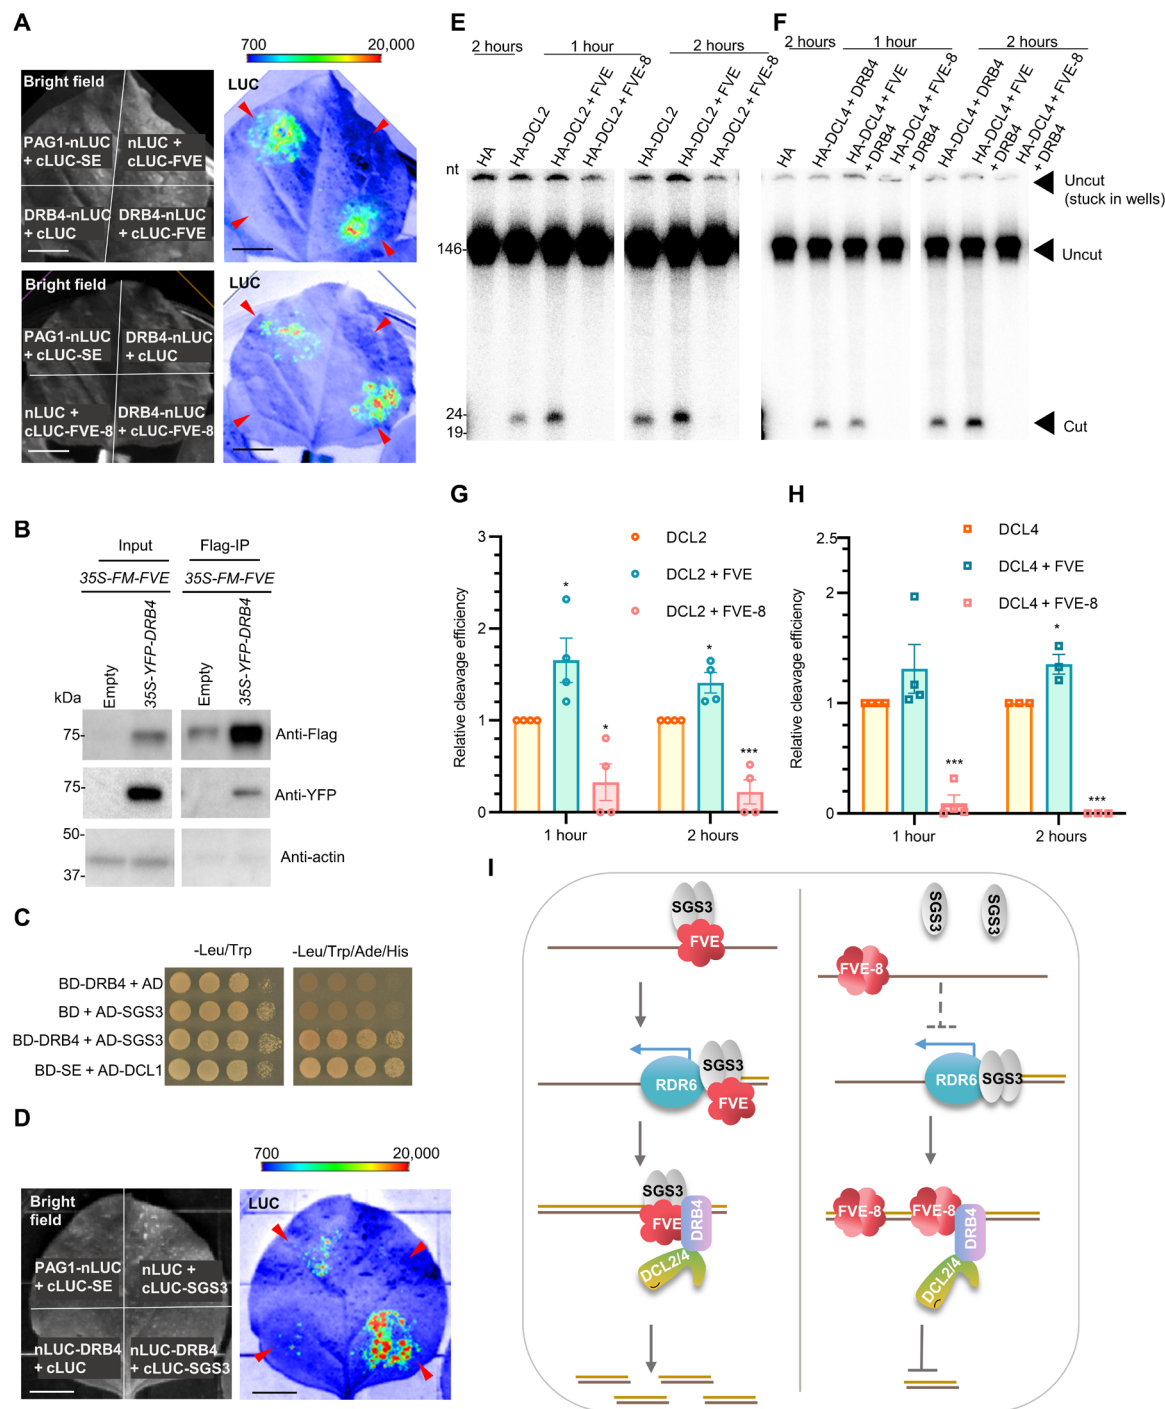 A
700
20,000
Bright field
PAG1-nLUC
+ cLUC-SE
nLUC +
cLUC-FVE
DRB4-nLUC
+ cLUC
DRB4-nLUC
+ cLUC-FVE
LUC
Bright field
PAG1-nLUC
+ cLUC-SE
DRB4-nLUC
+ cLUC
nLUC +
cLUC-FVE-8
DRB4-nLUC
+ cLUC-FVE-8
LUC
B
Input
Flag-IP
35S-FM-FVE
35S-FM-FVE
Empty
35S-YFP-DRB4
Empty
35S-YFP-DRB4
kDa
75-
Anti-Flag
75-
Anti-YFP
50-
37-
Anti-actin
C
-Leu/Trp
-Leu/Trp/Ade/His
BD-DRB4 + AD
BD + AD-SGS3
BD-DRB4 + AD-SGS3
BD-SE + AD-DCL1
D
700
20,000
Bright
field
PAG1-nLUC
+ cLUC-SE
nLUC +
cLUC-SGS3
nLUC-DRB4
+ cLUC
nLUC-DRB4
+ cLUC-SGS3
LUC
E
2 hours
1 hour
2 hours
HA
HA-DCL2
HA-DCL2 + FVE
HA-DCL2 + FVE-8
HA-DCL2
HA-DCL2 + FVE
HA-DCL2 + FVE-8
nt
146-
24-
19-
F
2 hours
1 hour
2 hours
HA
HA-DCL4 + DRB4
HA-DCL4 + FVE
+ DRB4
HA-DCL4 + FVE-8
+ DRB4
HA-DCL4 + DRB4
HA-DCL4 + FVE
+ DRB4
HA-DCL4 + FVE-8
+ DRB4
Uncut
(stuck in wells)
Uncut
Cut
G
Relative cleavage efficiency
3
2
1
0
DCL2
DCL2 + FVE
DCL2 + FVE-8
*
*
*
***
1 hour
2 hours
H
Relative cleavage efficiency
2.5
2
1
0
DCL4
DCL4 + FVE
DCL4 + FVE-8
***
*
***
1 hour
2 hours
I
SGS3
FVE
RDR6
SGS3
FVE
SGS3
FVE
DRB4
DCL2/4
SGS3
SGS3
FVE-8
RDR6
SGS3
FVE-8
FVE-8
DRB4
DCL2/4